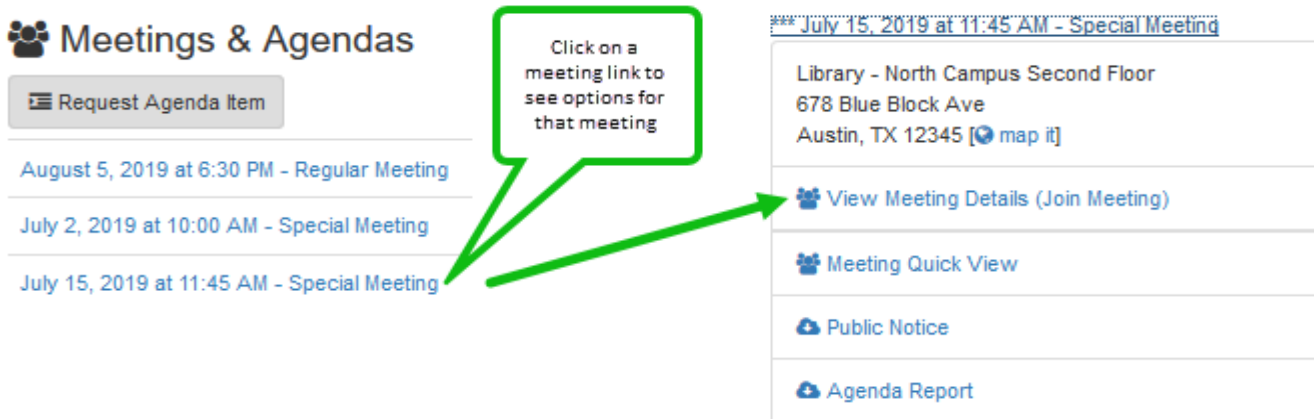 Meetings & Agendas
Request Agenda Item
August 5, 2019 at 6:30 PM - Regular Meeting
July 2, 2019 at 10:00 AM - Special Meeting
July 15, 2019 at 11:45 AM - Special Meeting
Click on a
meeting link to
see options for
that meeting
*** July 15, 2019 at 11:45 AM - Special Meeting
Library - North Campus Second Floor
678 Blue Block Ave
Austin, TX 12345 [map it]
View Meeting Details (Join Meeting)
Meeting Quick View
Public Notice
Agenda Report